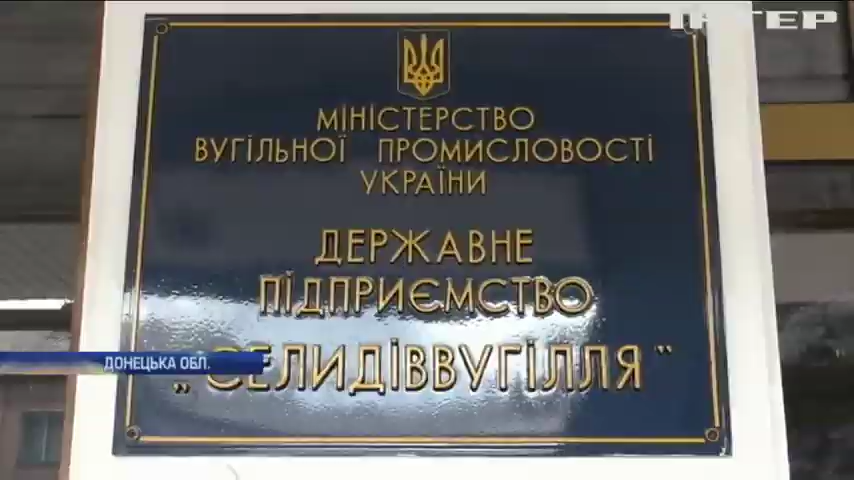 ІНТЕР
МІНІСТЕРСТВО
ВУГІЛЬНОЇ ПРОМИСЛОВОСТІ
УКРАЇНИ
ДЕРЖАВНЕ
ПІДПРИЄМСТВО
ДОНЕЦЬКА ОБЛ.
„СЕЛИДІВВУГІЛЛЯ"